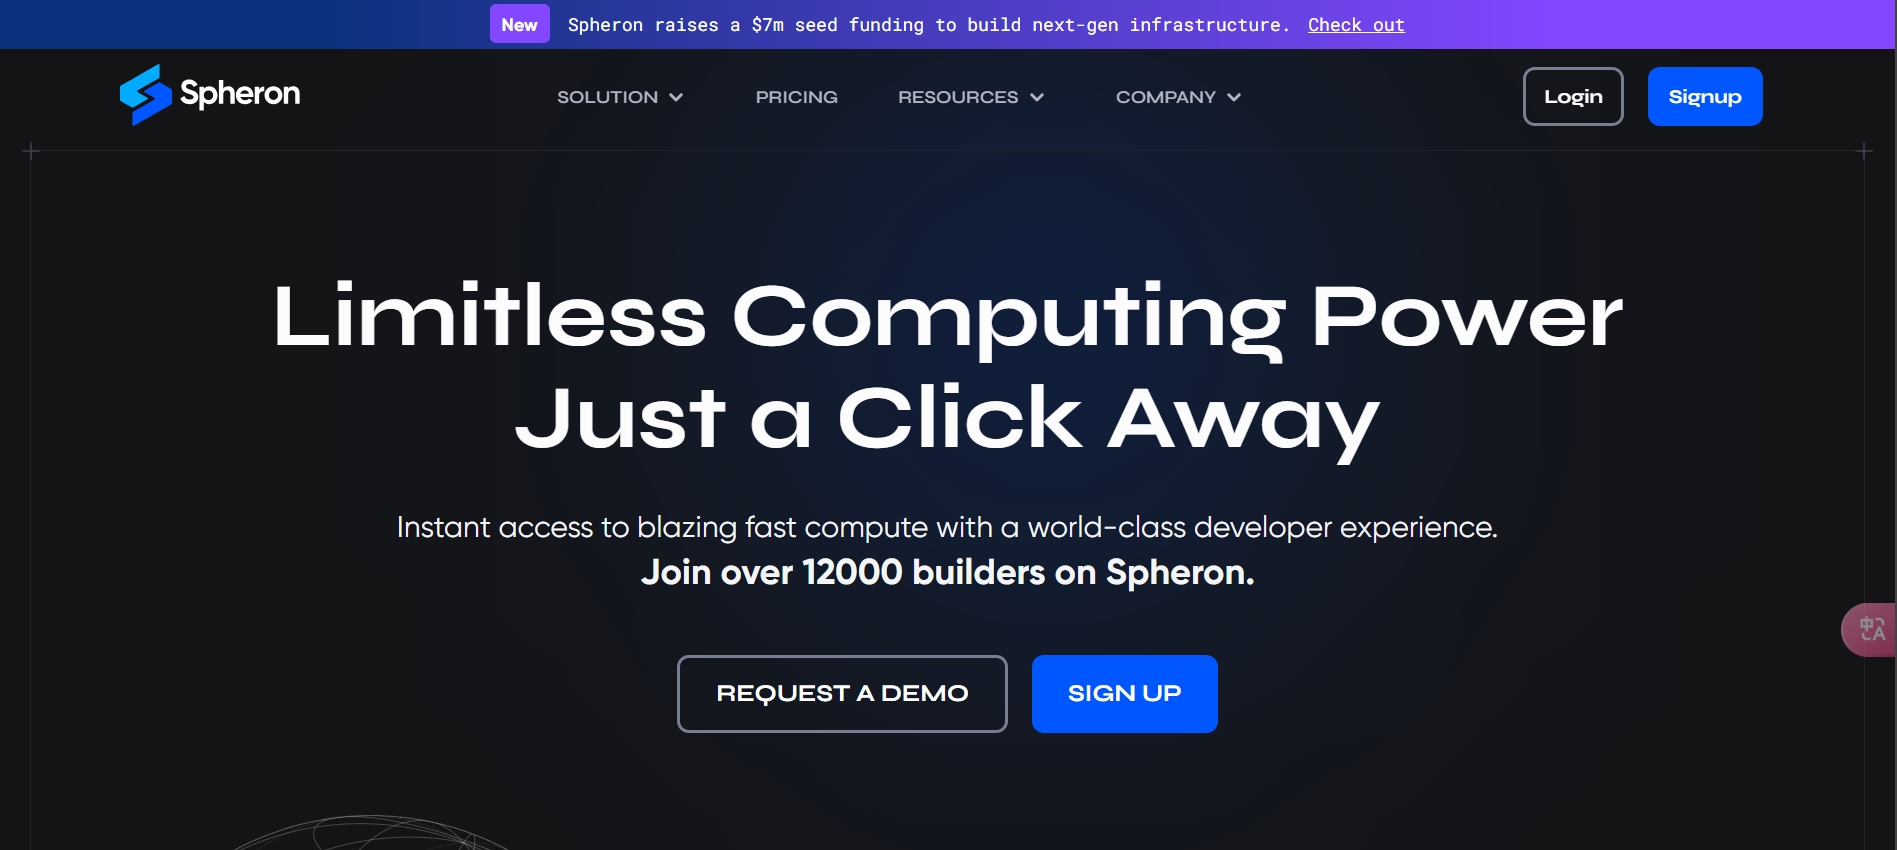 New Spheron raises a $7m seed funding to build next-gen infrastructure. Check out
Spheron SOLUTION PRICING RESOURCES COMPANY Login Signup
Limitless Computing Power
Just a Click Away
Instant access to blazing fast compute with a world-class developer experience.
Join over 12000 builders on Spheron.
中A
REQUEST A DEMO SIGN UP